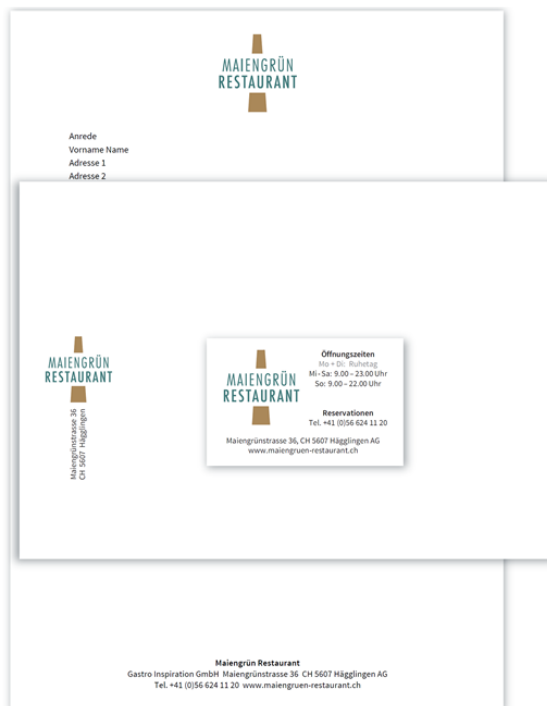 MAIENGRÜN
RESTAURANT
Anrede
Vorname Name
Adresse 1
Adresse 2
MAIENGRÜN
RESTAURANT
Maiengrünstrasse 36
CH 5607 Hägglingen
MAIENGRÜN
RESTAURANT
Öffnungszeiten
Mo + Di: Ruhetag
Mi - Sa: 9.00 – 23.00 Uhr
So: 9.00 – 22.00 Uhr
Reservationen
Tel. +41 (0)56 624 11 20
Maiengrünstrasse 36, CH 5607 Hägglingen AG
www.maiengruen-restaurant.ch
Maiengrün Restaurant
Gastro Inspiration GmbH Maiengrünstrasse 36 CH 5607 Hägglingen AG
Tel. +41 (0)56 624 11 20 www.maiengruen-restaurant.ch